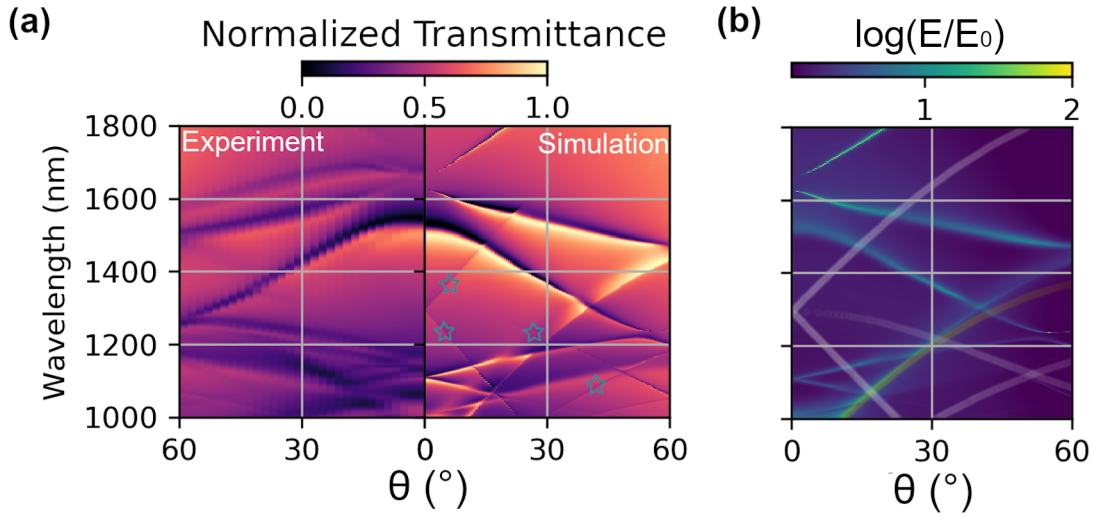 (a)
Normalized Transmittance
0.0 0.5 1.0
Experiment
Simulation
Wavelength (nm)
1800
1600
1400
1200
1000
60 30 0 30 60
θ (°)
(b)
log(E/E₀)
1 2
0 30 60
θ (°)